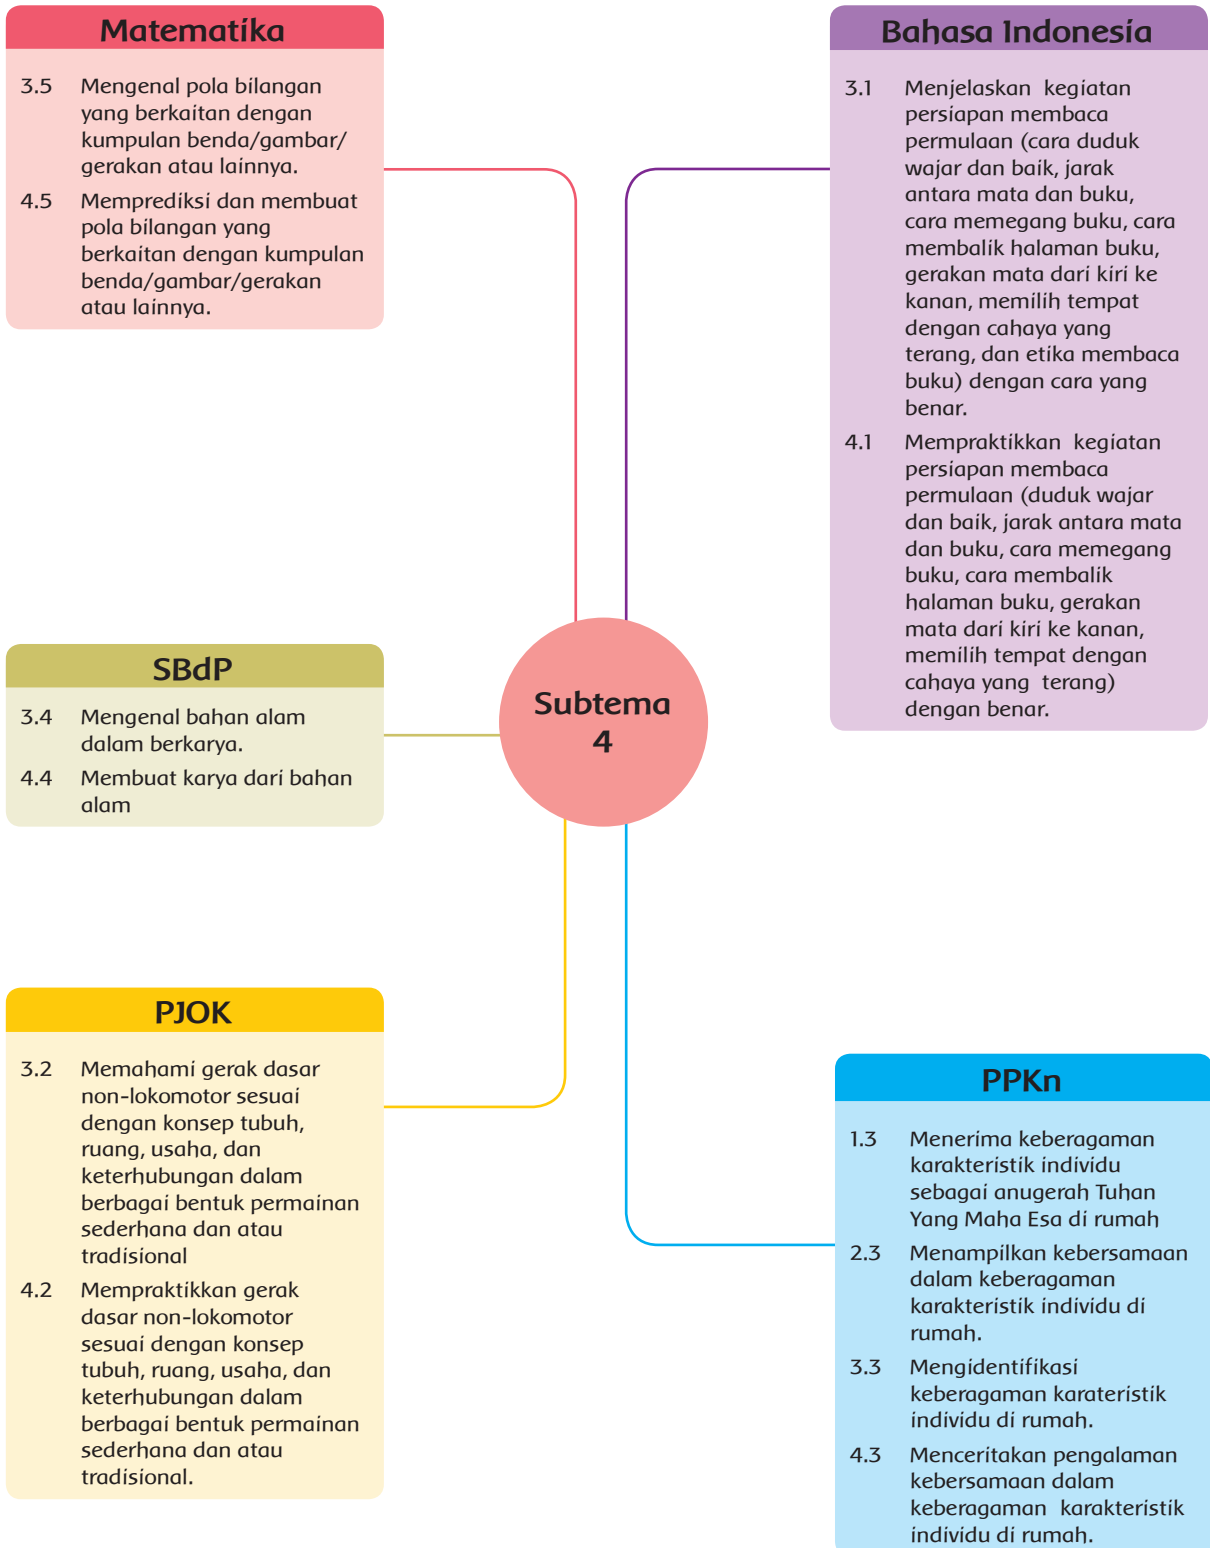 Matematika
3.5 Mengenal pola bilangan
yang berkaitan dengan
kumpulan benda/gambar/
gerakan atau lainnya.
4.5 Memprediksi dan membuat
pola bilangan yang
berkaitan dengan kumpulan
benda/gambar/gerakan
atau lainnya.
Bahasa Indonesia
3.1 Menjelaskan kegiatan
persiapan membaca
permulaan (cara duduk
wajar dan baik, jarak
antara mata dan buku,
cara memegang buku, cara
membalik halaman buku,
gerakan mata dari kiri ke
kanan, memilih tempat
dengan cahaya yang
terang, dan etika membaca
buku) dengan cara yang
benar.
4.1 Mempraktikkan kegiatan
persiapan membaca
permulaan (duduk wajar
dan baik, jarak antara mata
dan buku, cara memegang
buku, cara membalik
halaman buku, gerakan
mata dari kiri ke kanan,
memilih tempat dengan
cahaya yang terang)
dengan benar.
SBdP
3.4 Mengenal bahan alam
dalam berkarya.
4.4 Membuat karya dari bahan
alam
Subtema
4
PJOK
3.2 Memahami gerak dasar
non-lokomotor sesuai
dengan konsep tubuh,
ruang, usaha, dan
keterhubungan dalam
berbagai bentuk permainan
sederhana dan atau
tradisional
4.2 Mempraktikkan gerak
dasar non-lokomotor
sesuai dengan konsep
tubuh, ruang, usaha, dan
keterhubungan dalam
berbagai bentuk permainan
sederhana dan atau
tradisional.
PPKn
1.3 Menerima keberagaman
karakteristik individu
sebagai anugerah Tuhan
Yang Maha Esa di rumah
2.3 Menampilkan kebersamaan
dalam keberagaman
karakteristik individu di
rumah.
3.3 Mengidentifikasi
keberagaman karateristik
individu di rumah.
4.3 Menceritakan pengalaman
kebersamaan dalam
keberagaman karakteristik
individu di rumah.